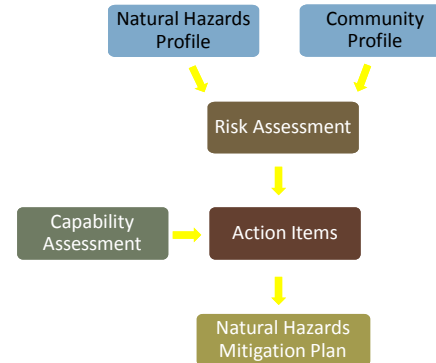 Natural Hazards
Profile
Community
Profile
Risk Assessment
Capability
Assessment
Action Items
Natural Hazards
Mitigation Plan